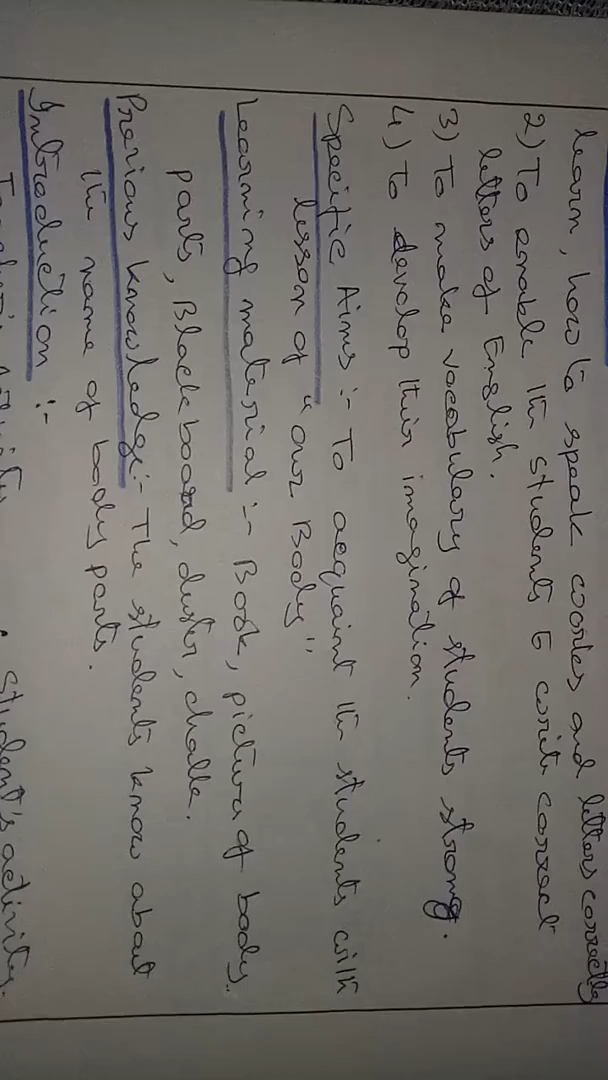 learn, how to speak words and letters correctly
2) To enable the students to write correct
letters of English.
3) To make vocabulary of students strong.
4) To develop their imagination.
Specific Aims :- To acquaint the students with
lesson of "our Body"
Learning material :- Book, picture of body
parts, Black board, duster, chalk.
Previous knowledge:- The students know about
the name of body parts.
Introduction :-
Student's activity.